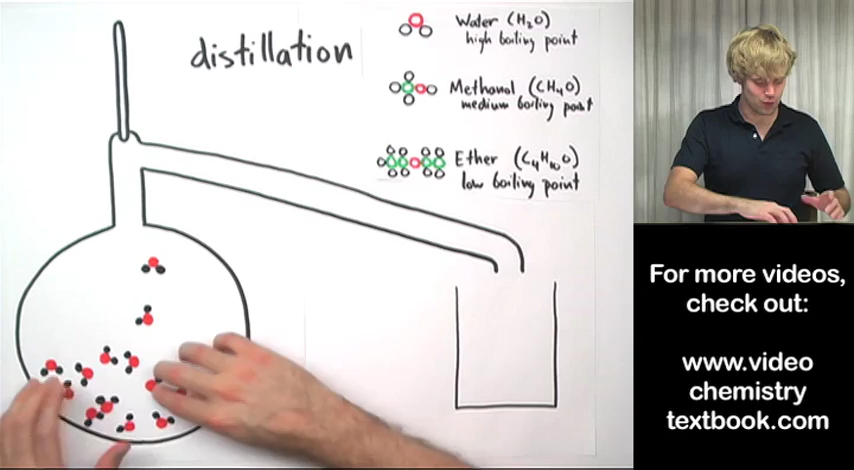 distillation
Water (H2O)
high boiling point
Methanol (CH4O)
medium boiling point
Ether (C4H10O)
low boiling point
For more videos,
check out:
www.video
chemistry
textbook.com